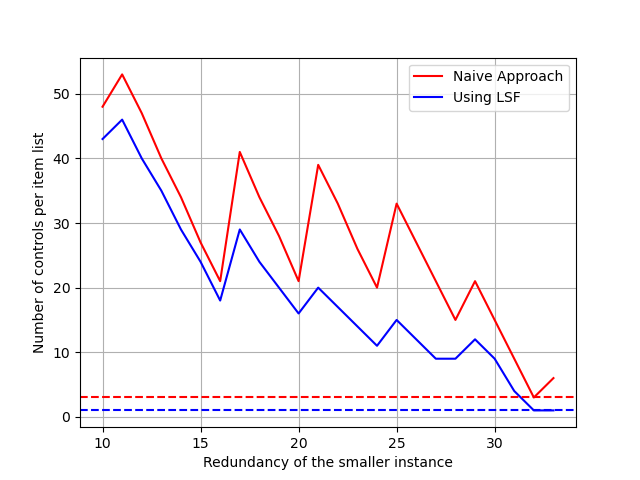 Naive Approach
Using LSF
50
40
30
20
10
0
10 15 20 25 30
Number of controls per item list
Redundancy of the smaller instance